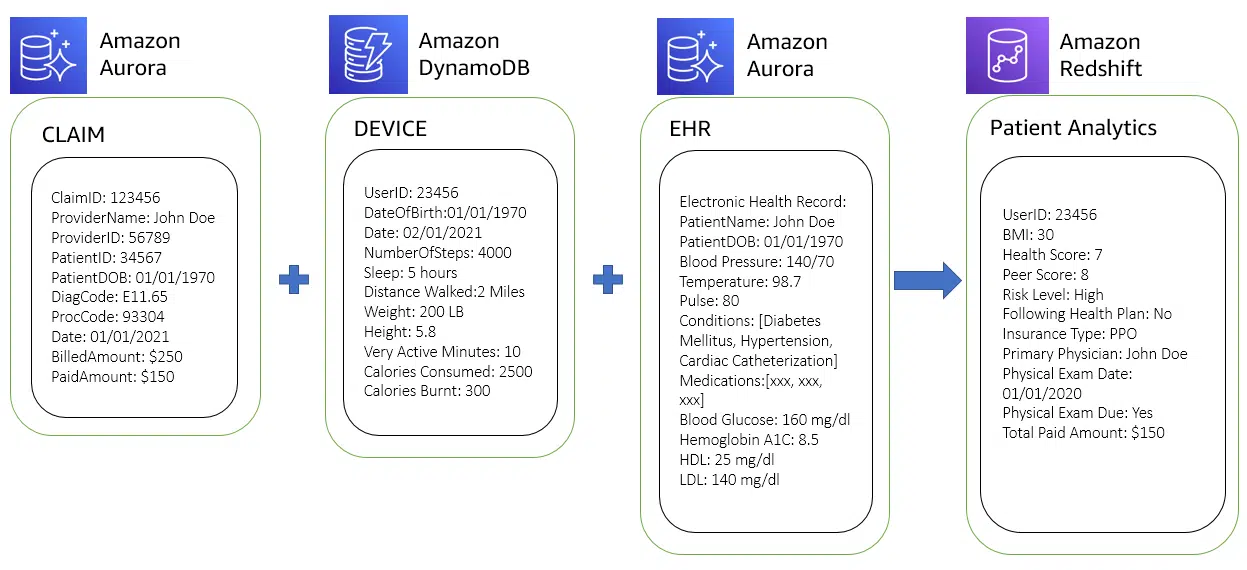 Amazon
Aurora
CLAIM
ClaimID: 123456
ProviderName: John Doe
ProviderID: 56789
PatientID: 34567
PatientDOB: 01/01/1970
DiagCode: E11.65
ProcCode: 93304
Date: 01/01/2021
BilledAmount: $250
PaidAmount: $150
Amazon
DynamoDB
DEVICE
UserID: 23456
DateOfBirth:01/01/1970
Date: 02/01/2021
NumberOfSteps: 4000
Sleep: 5 hours
Distance Walked:2 Miles
Weight: 200 LB
Height: 5.8
Very Active Minutes: 10
Calories Consumed: 2500
Calories Burnt: 300
Amazon
Aurora
EHR
Electronic Health Record:
PatientName: John Doe
PatientDOB: 01/01/1970
Blood Pressure: 140/70
Temperature: 98.7
Pulse: 80
Conditions: [Diabetes
Mellitus, Hypertension,
Cardiac Catheterization]
Medications:[xxx, xxx,
xxx]
Blood Glucose: 160 mg/dl
Hemoglobin A1C: 8.5
HDL: 25 mg/dl
LDL: 140 mg/dl
Amazon
Redshift
Patient Analytics
UserID: 23456
BMI: 30
Health Score: 7
Peer Score: 8
Risk Level: High
Following Health Plan: No
Insurance Type: PPO
Primary Physician: John Doe
Physical Exam Date:
01/01/2020
Physical Exam Due: Yes
Total Paid Amount: $150